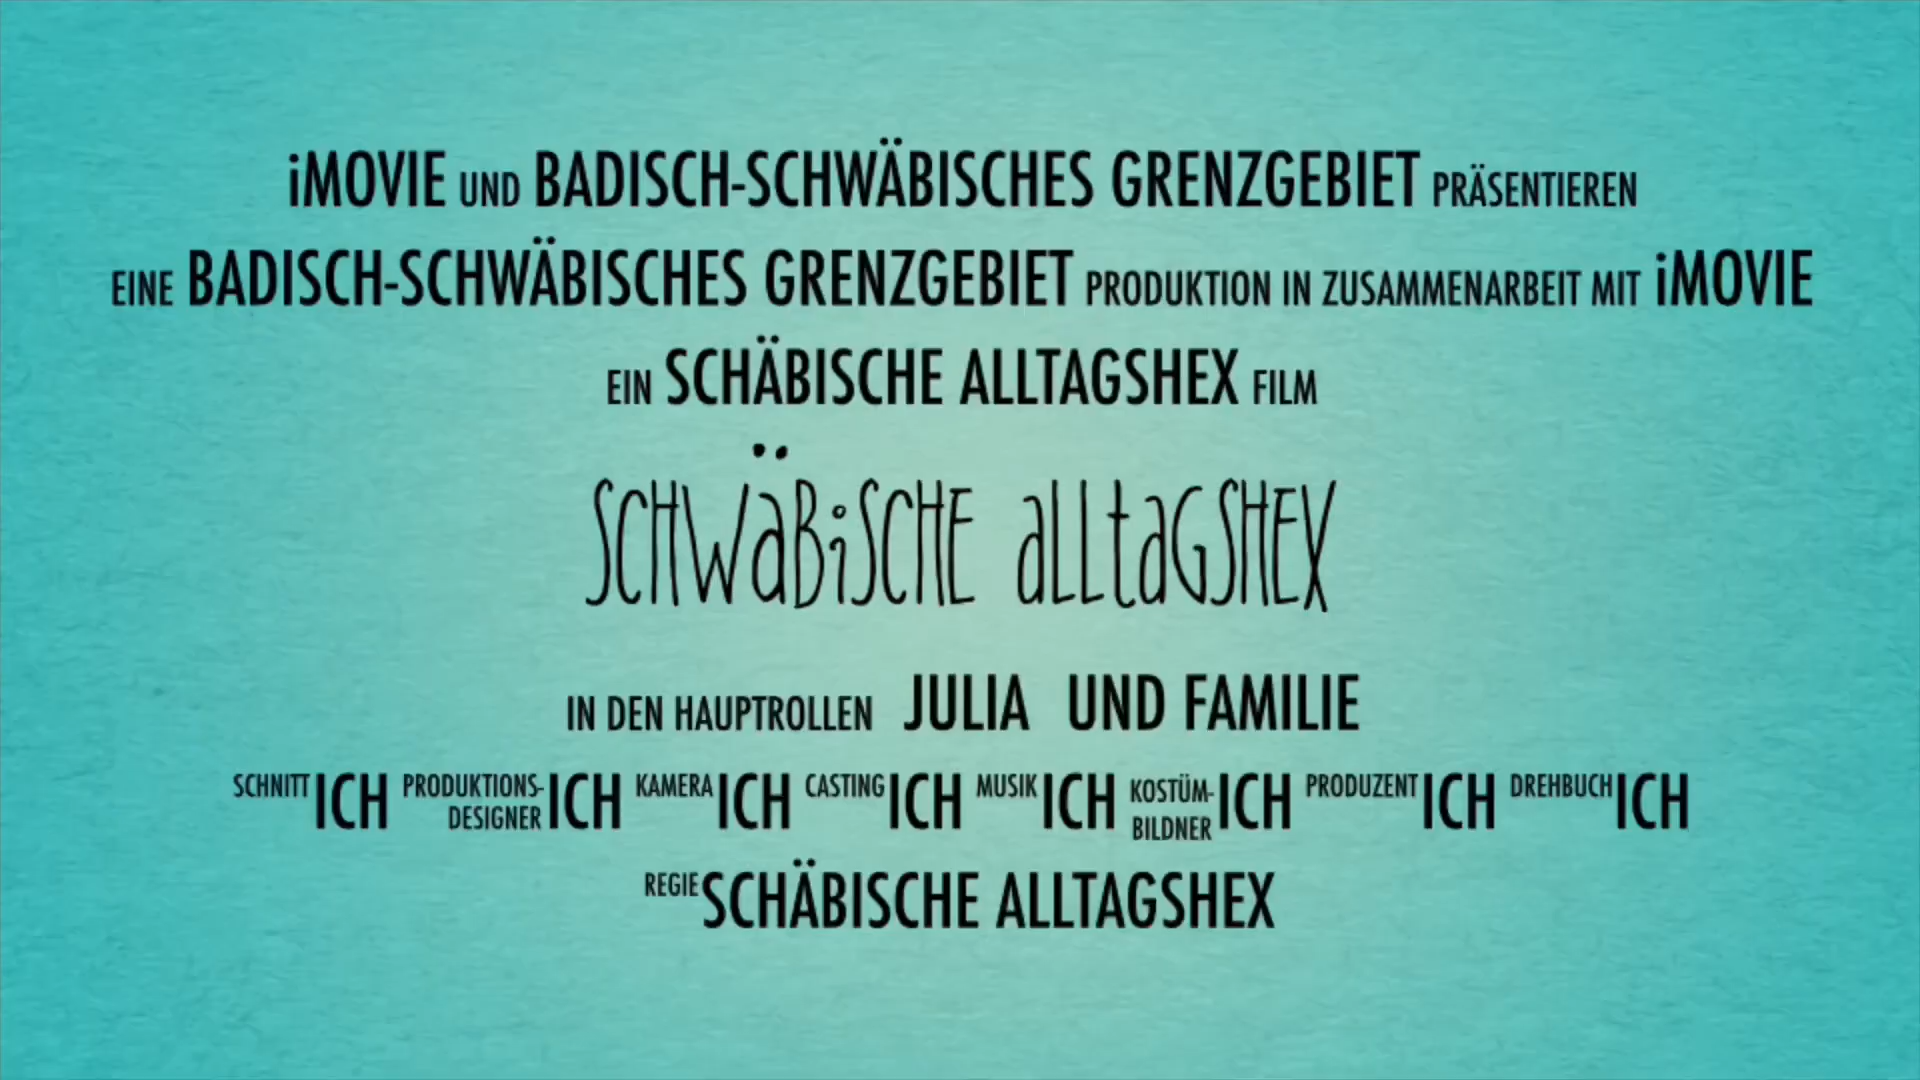 iMOVIE UND BADISCH-SCHWÄBISCHES GRENZGEBIET PRÄSENTIEREN
EINE BADISCH-SCHWÄBISCHES GRENZGEBIET PRODUKTION IN ZUSAMMENARBEIT MIT iMOVIE
EIN SCHÄBISCHE ALLTAGSHEX FILM
SCHWäBiSCHE aLLtaGSHEX
IN DEN HAUPTROLLEN JULIA UND FAMILIE
SCHNITT ICH PRODUKTIONS-DESIGNER ICH KAMERA ICH CASTING ICH MUSIK ICH KOSTÜM-BILDNER ICH PRODUZENT ICH DREHBUCH ICH
REGIE SCHÄBISCHE ALLTAGSHEX